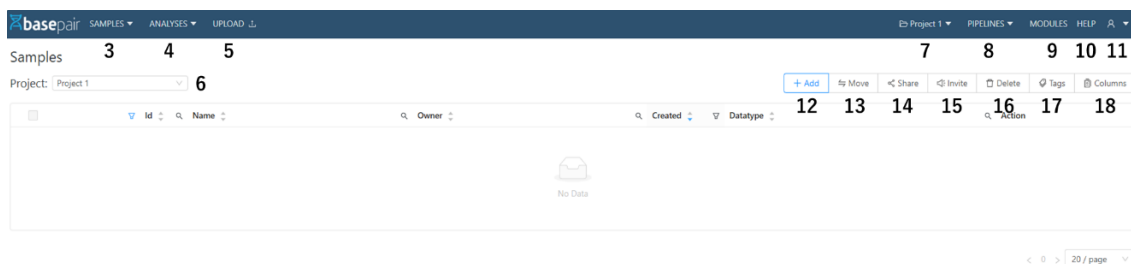 basepair SAMPLES ANALYSES UPLOAD Project 1 PIPELINES MODULES HELP
Samples 3 4 5 7 8 9 10 11
Project: Project 1 6 + Add Move Share Invite Delete Tags Columns
12 13 14 15 16 17 18
Id Name Owner Created Datatype Action
No Data
< 0 > 20 / page